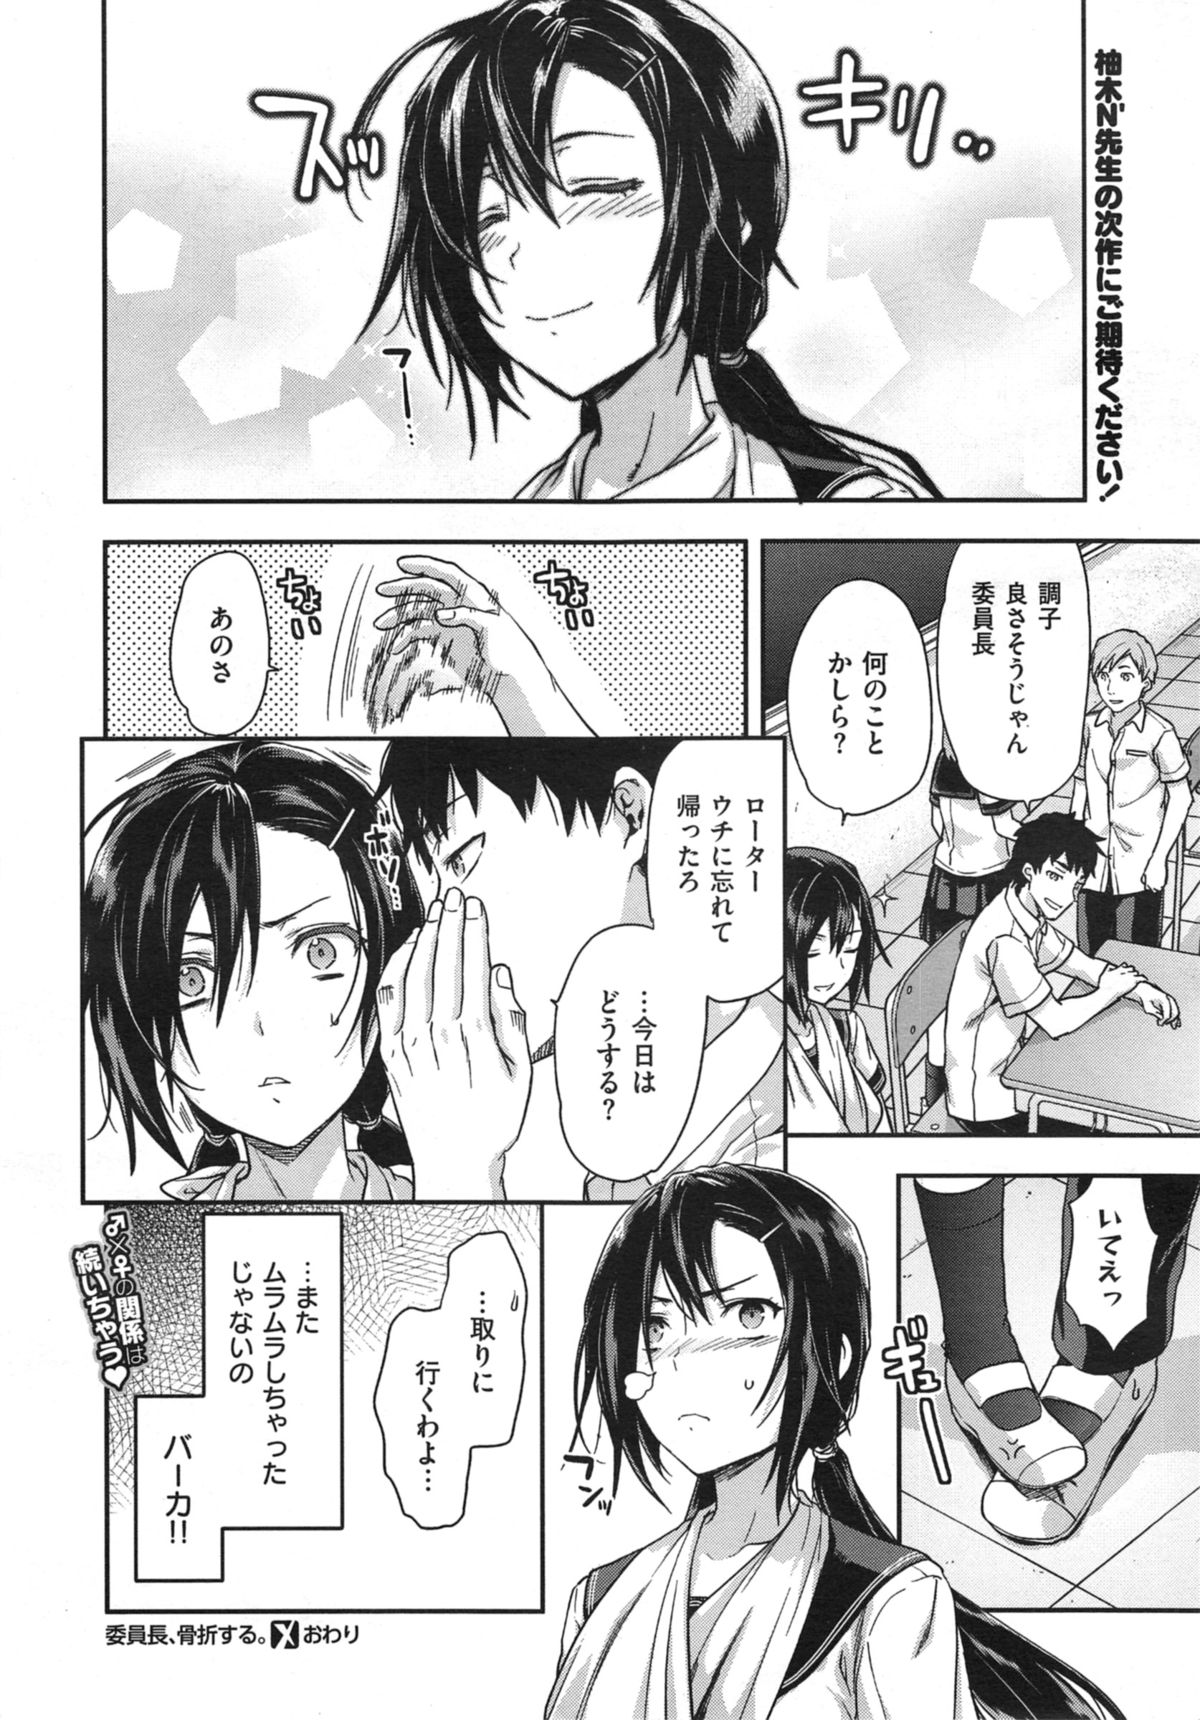 柚木N'先生の次作にご期待ください！
キリ‥
ズッ
フー…
調子
良さそうじゃん
委員長
何のこと
かしら？
ちょい
ちょい
あのさ
ローター
ウチに忘れて
帰ったろ
…今日は
どうする？
ボソ…
いてえっ
ギュー
フンッ
…取りに
行くわよ…
…また
ムラムラしちゃった
じゃないの
バーカ!!
♂×♀の関係は
続いちゃう♥
委員長、骨折する。 X おわり